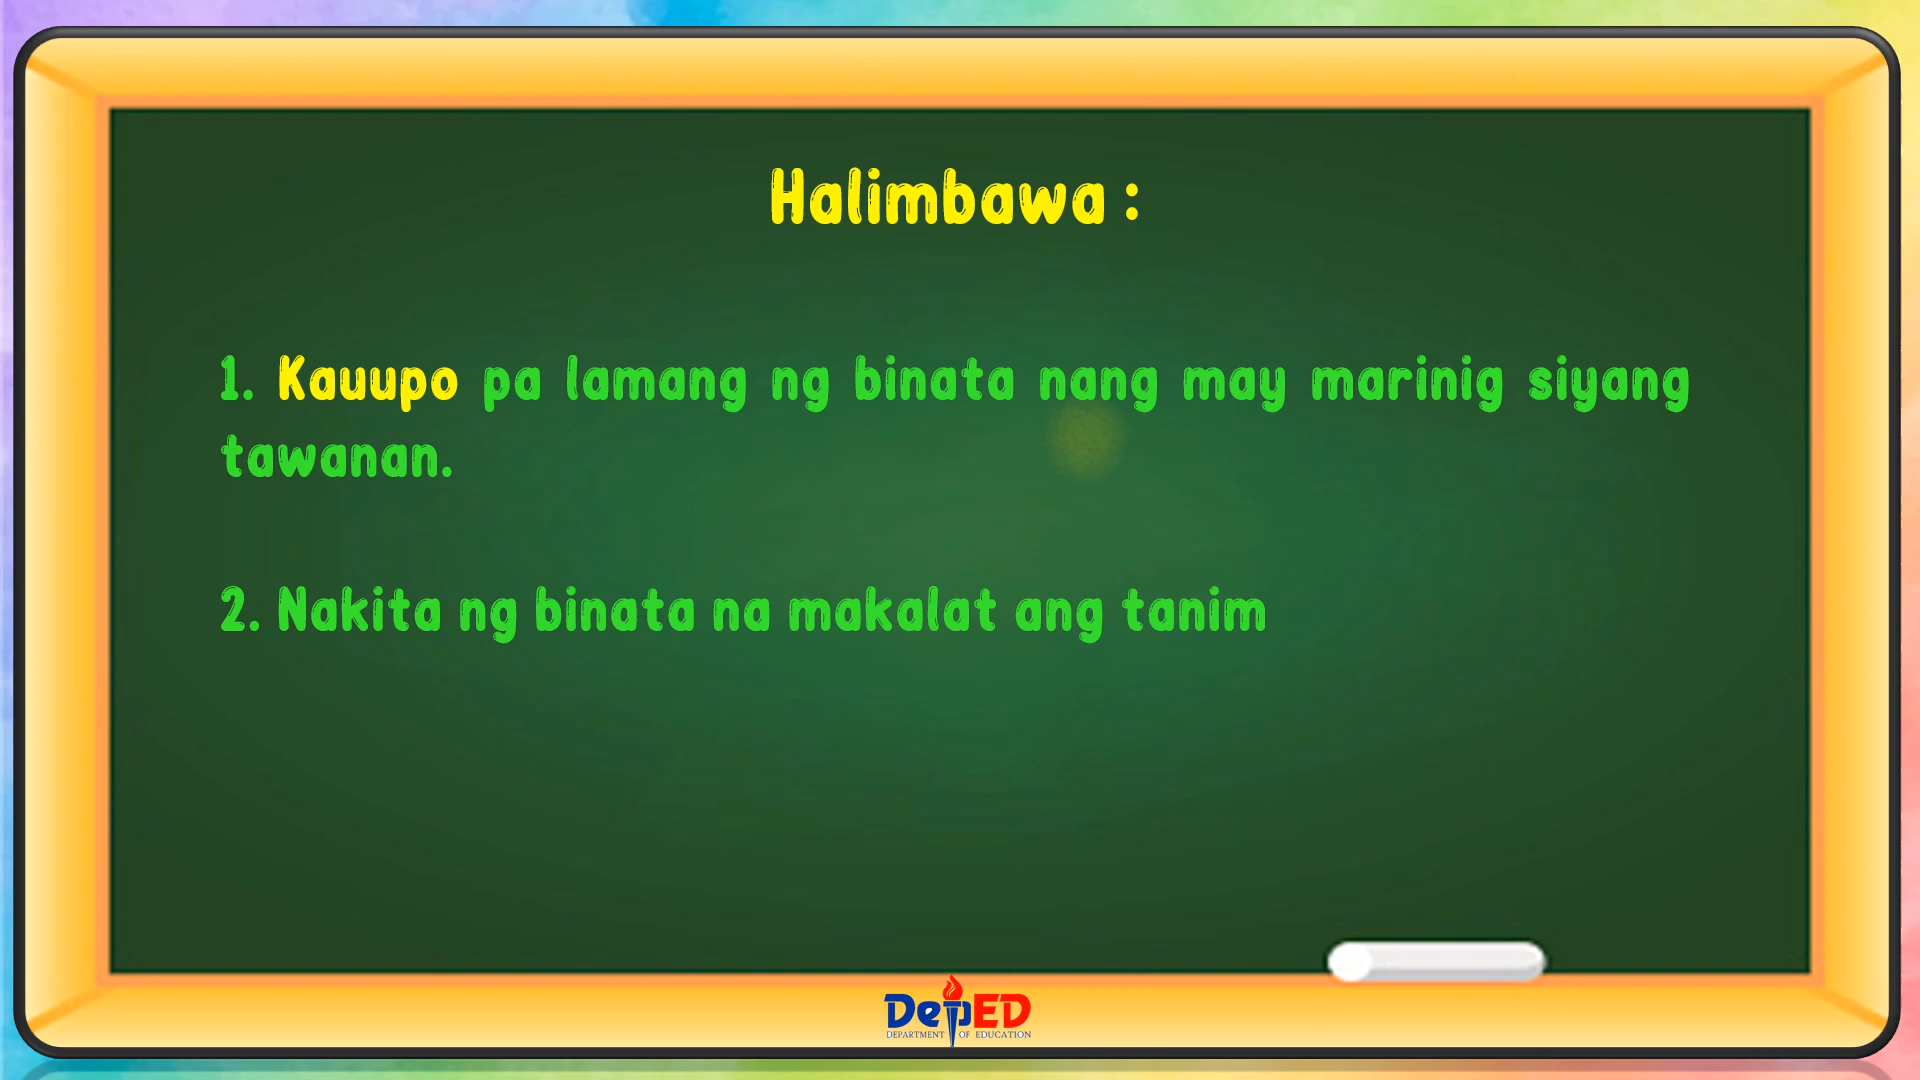 Halimbawa :
1. Kauupo pa lamang ng binata nang may marinig siyang
tawanan.
2. Nakita ng binata na makalat ang tanim
DepED
DEPARTMENT OF EDUCATION